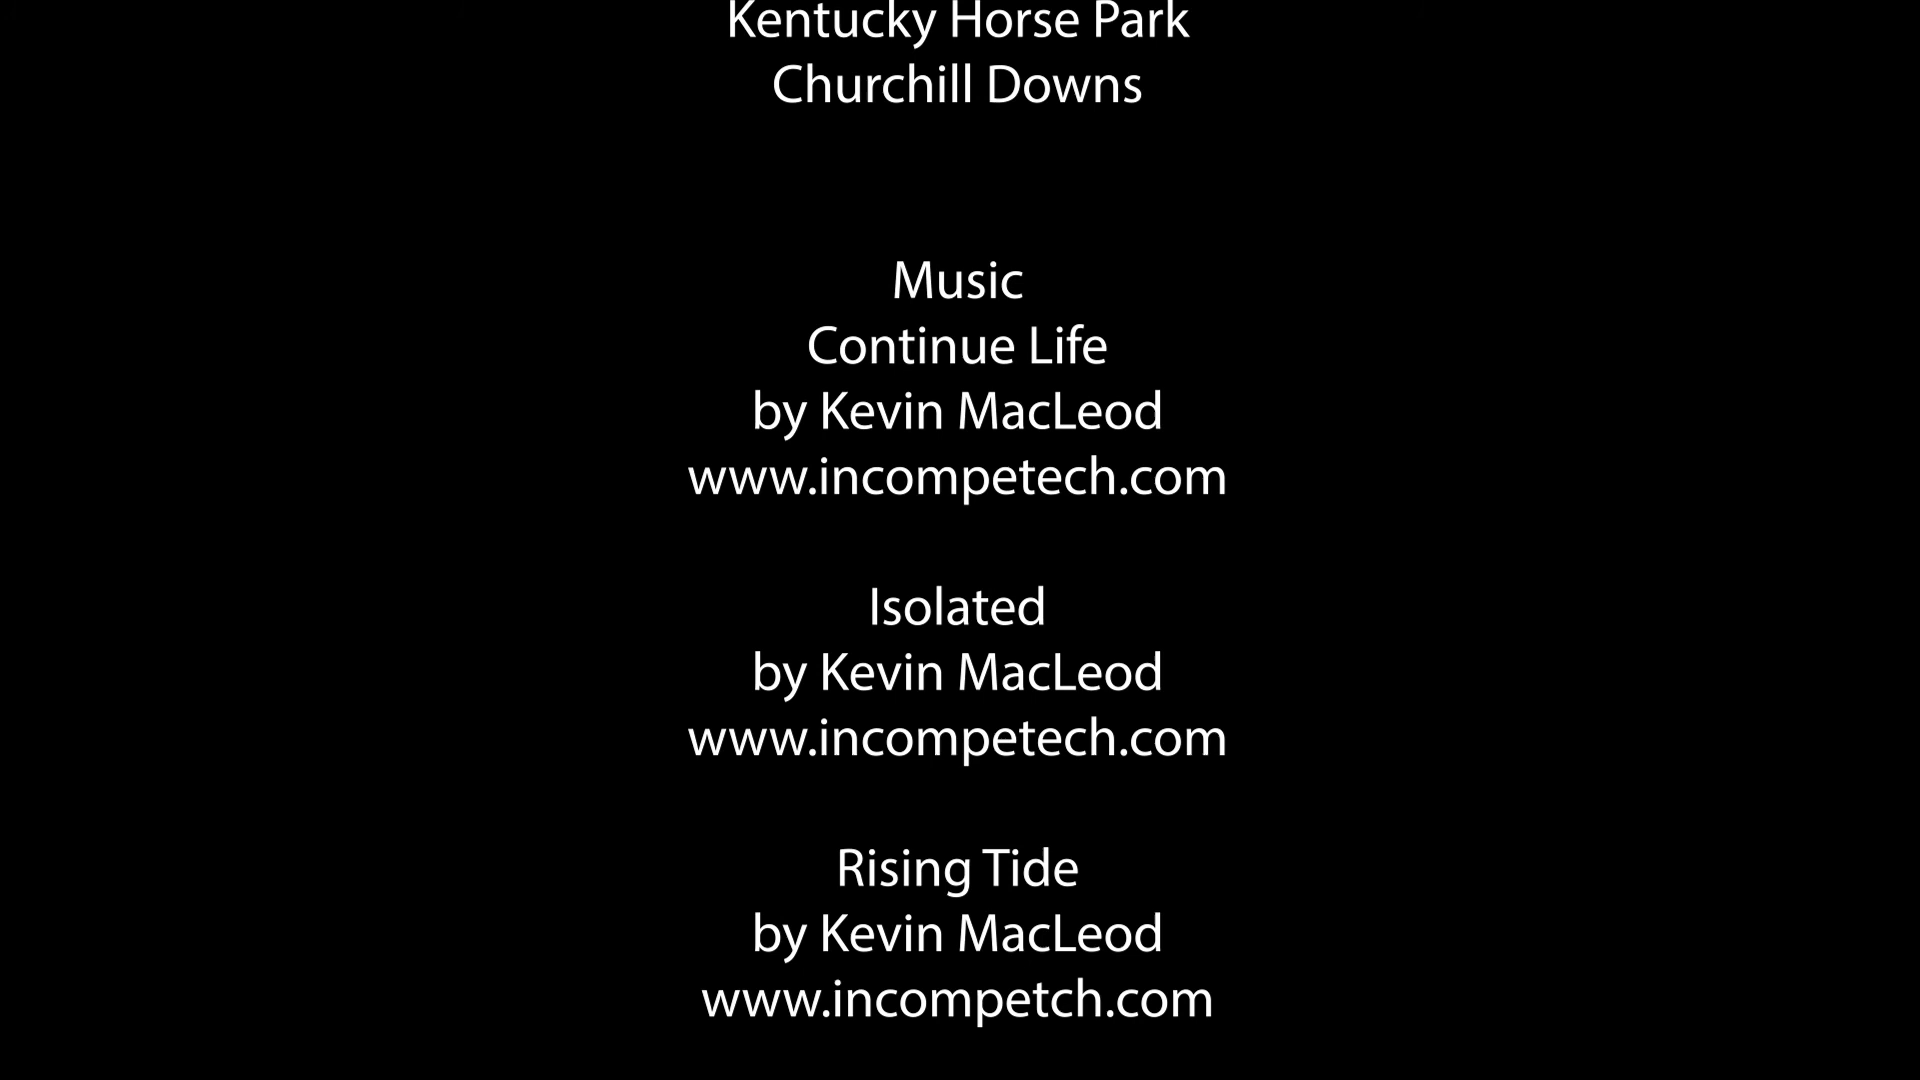 Kentucky Horse Park
Churchill Downs
Music
Continue Life
by Kevin MacLeod
www.incompetech.com
Isolated
by Kevin MacLeod
www.incompetech.com
Rising Tide
by Kevin MacLeod
www.incompetch.com